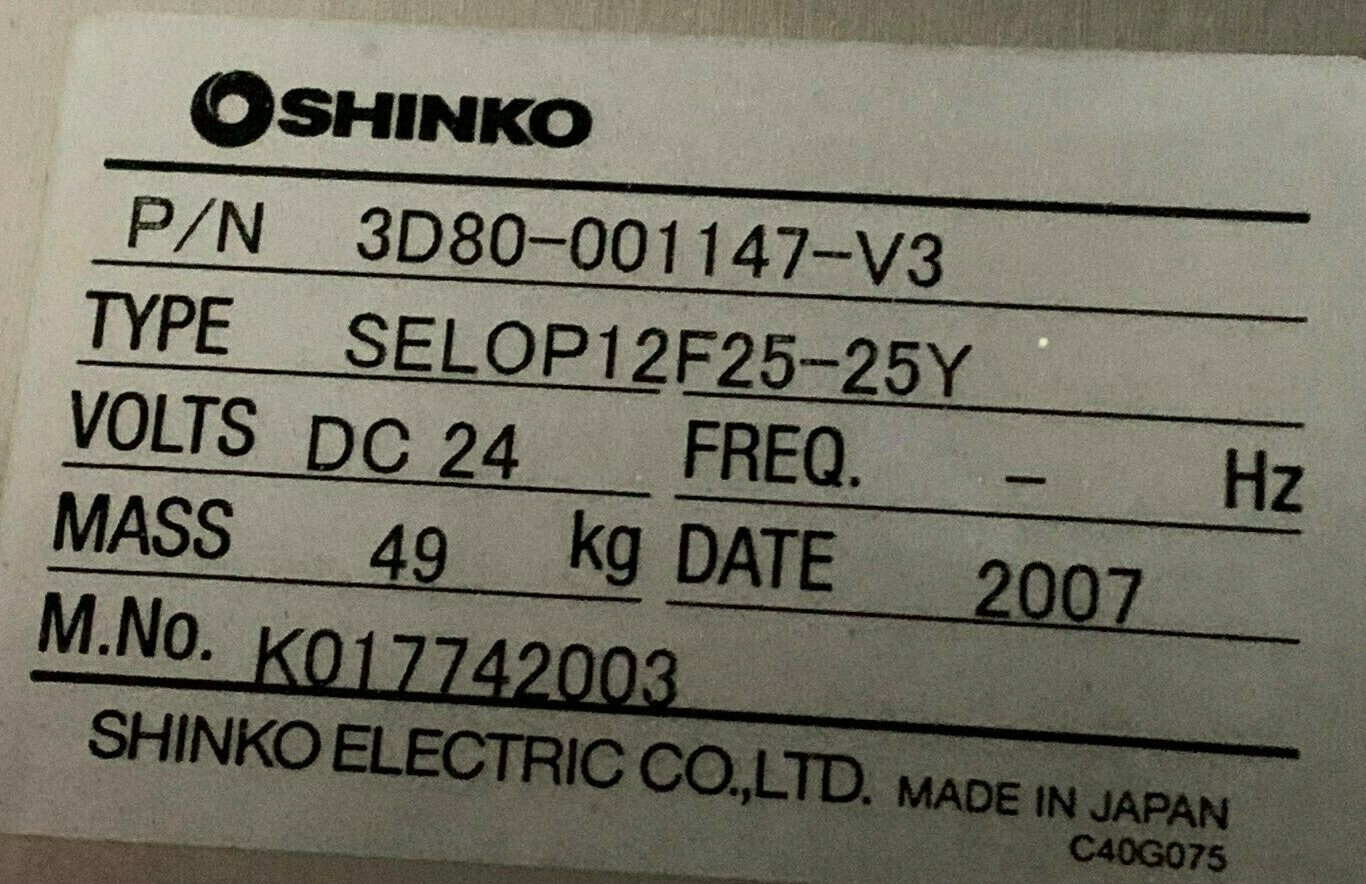 SHINKO
P/N 3D80-001147-V3
TYPE SELOP12F25-25Y
VOLTS DC 24 FREQ. - Hz
MASS 49 kg DATE 2007
M.No. K017742003
SHINKO ELECTRIC CO.,LTD. MADE IN JAPAN
C40G075